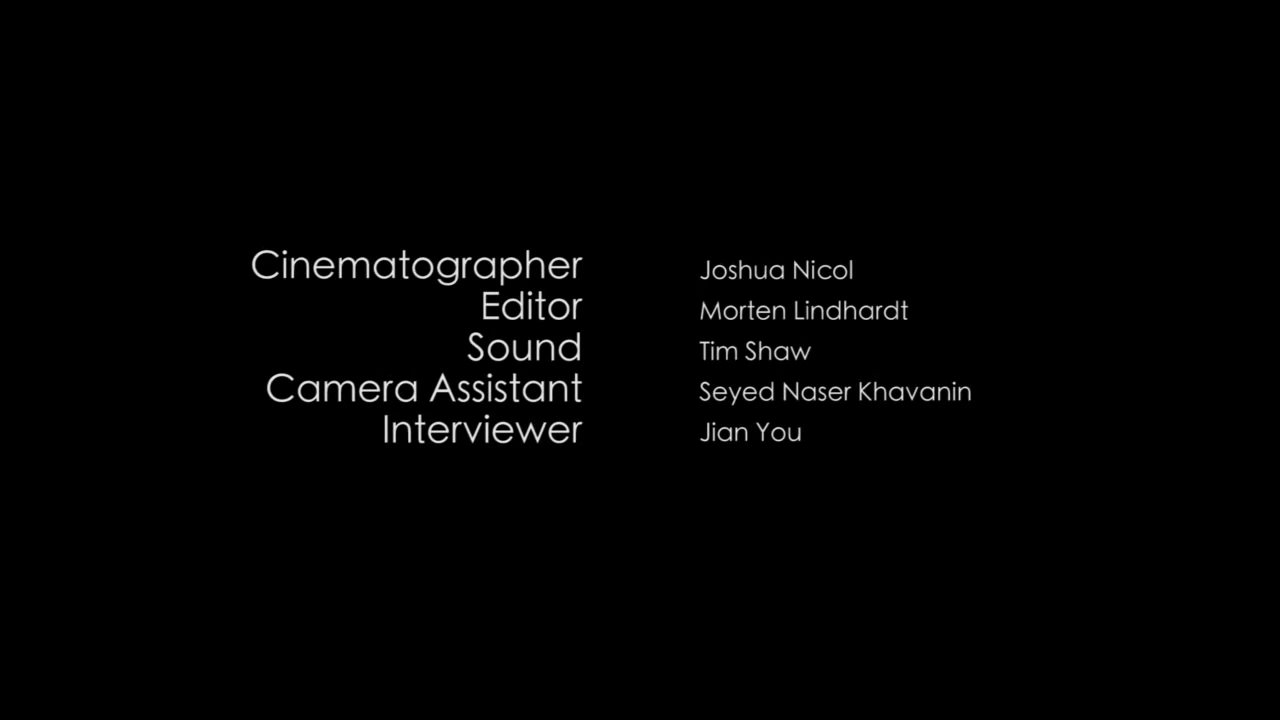 Cinematographer Joshua Nicol
Editor Morten Lindhardt
Sound Tim Shaw
Camera Assistant Seyed Naser Khavanin
Interviewer Jian You